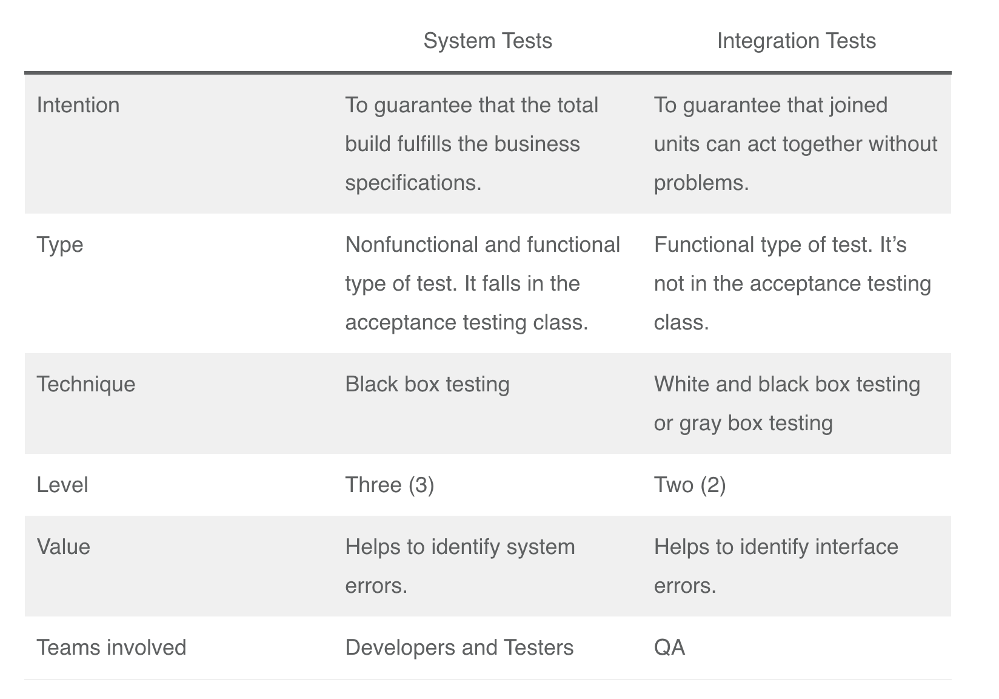 System Tests
Integration Tests
Intention
To guarantee that the total
build fulfills the business
specifications.
To guarantee that joined
units can act together without
problems.
Type
Nonfunctional and functional
type of test. It falls in the
acceptance testing class.
Functional type of test. It’s
not in the acceptance testing
class.
Technique
Black box testing
White and black box testing
or gray box testing
Level
Three (3)
Two (2)
Value
Helps to identify system
errors.
Helps to identify interface
errors.
Teams involved
Developers and Testers
QA